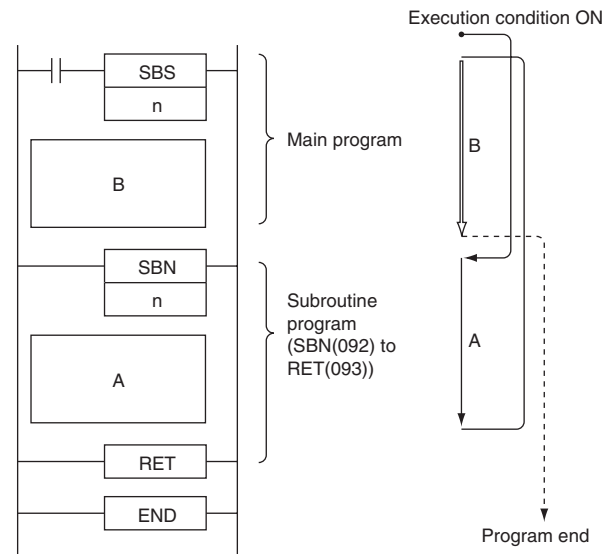 Execution condition ON
SBS
n
B
Main program
B
SBN
n
Subroutine
program
(SBN(092) to
RET(093))
A
A
RET
END
Program end